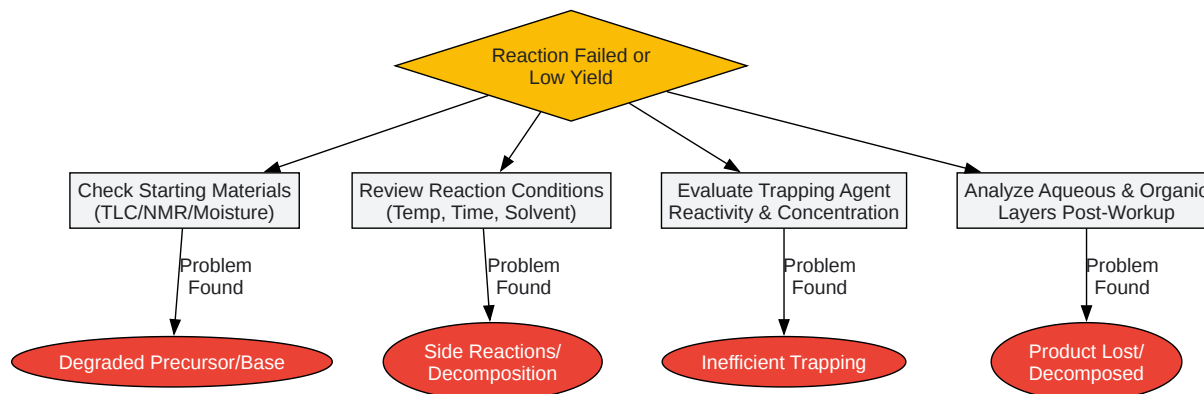 Reaction Failed or
Low Yield
Check Starting Materials
(TLC/NMR/Moisture)
Review Reaction Conditions
(Temp, Time, Solvent)
Evaluate Trapping Agent
Reactivity & Concentration
Analyze Aqueous & Organic
Layers Post-Workup
Problem
Found
Problem
Found
Problem
Found
Problem
Found
Degraded Precursor/Base
Side Reactions/
Decomposition
Inefficient Trapping
Product Lost/
Decomposed